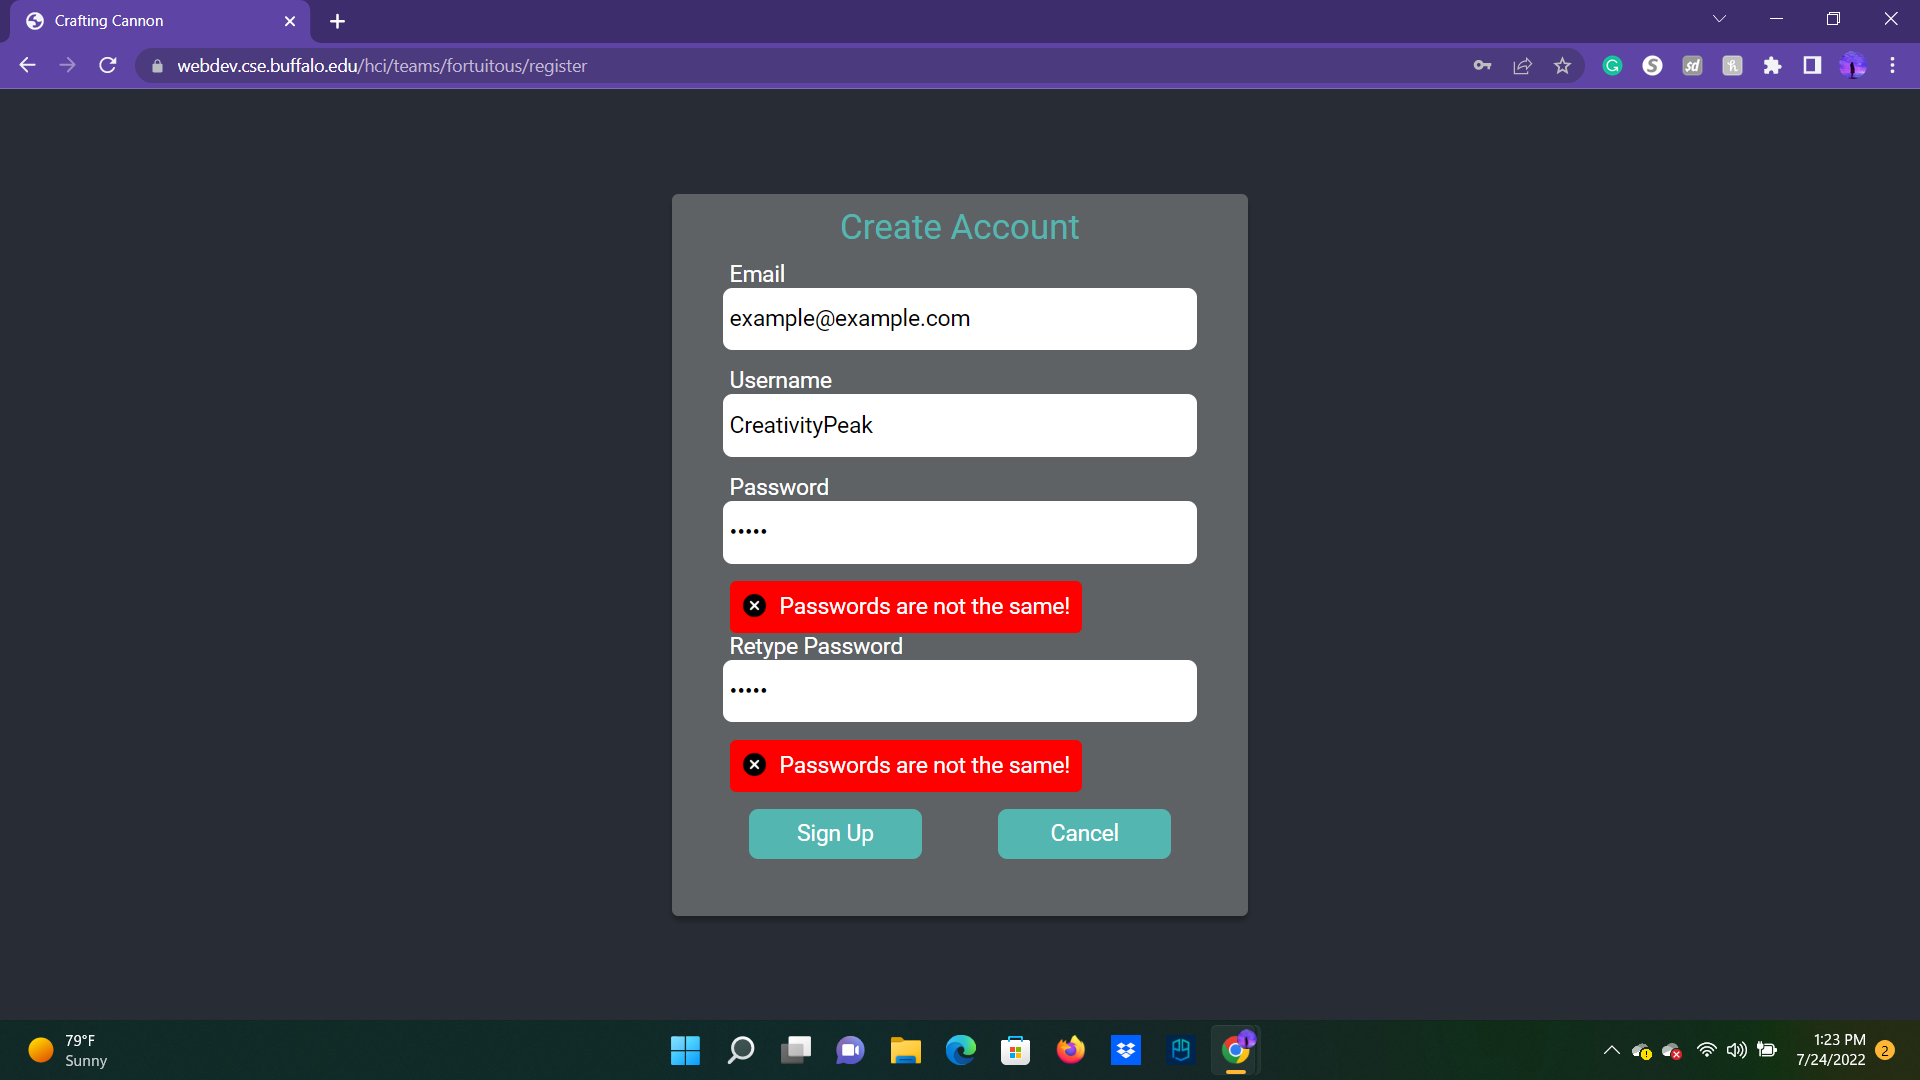 Crafting Cannon
webdev.cse.buffalo.edu/hci/teams/fortuitous/register
Create Account
Email
example@example.com
Username
CreativityPeak
Password
•••••
Passwords are not the same!
Retype Password
•••••
Passwords are not the same!
Sign Up Cancel
79°F
Sunny
1:23 PM
7/24/2022
2